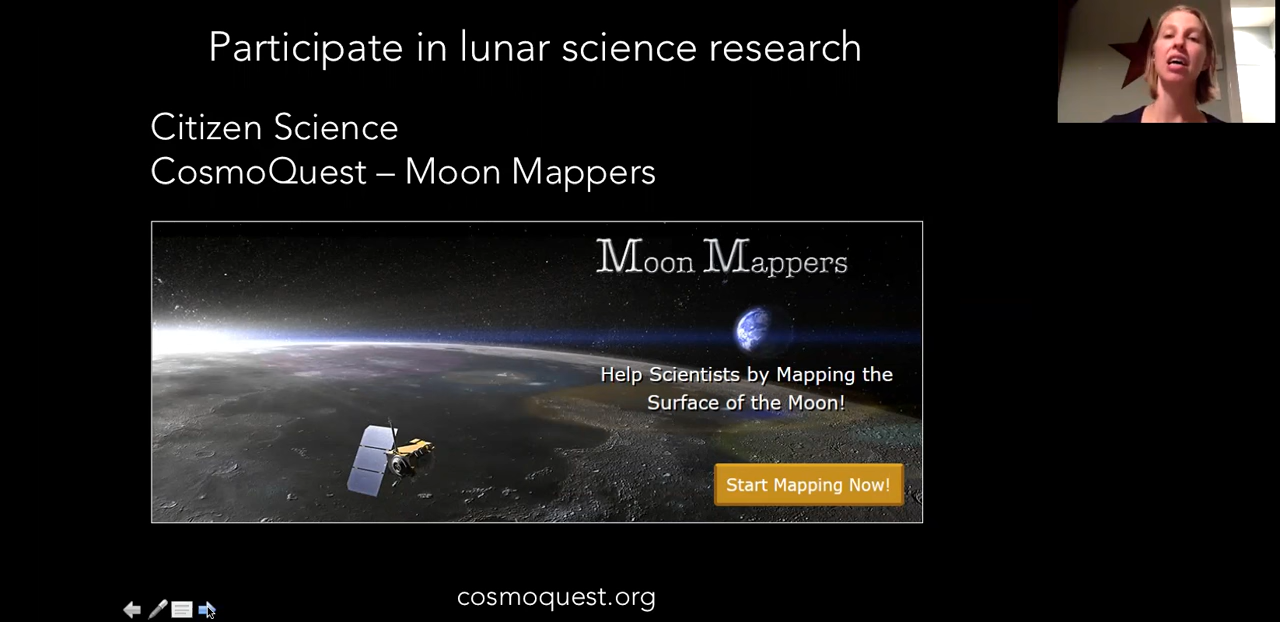 Participate in lunar science research
Citizen Science
CosmoQuest – Moon Mappers
Moon Mappers
Help Scientists by Mapping the
Surface of the Moon!
Start Mapping Now!
cosmoquest.org